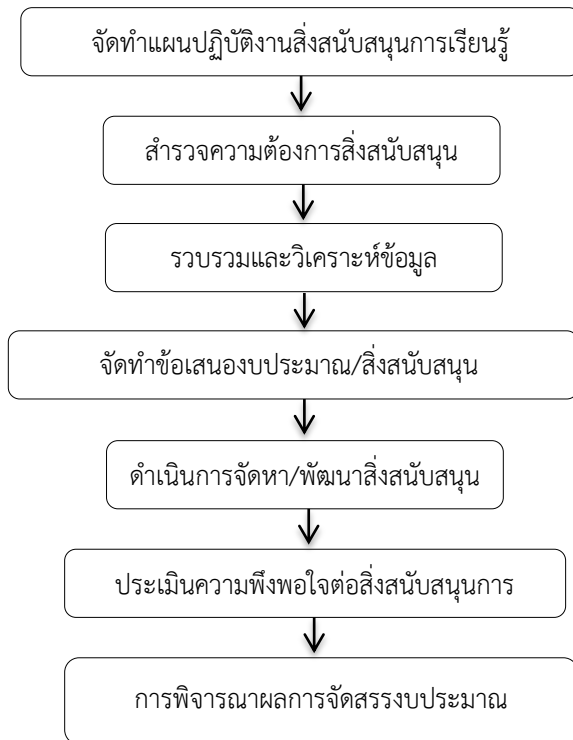 จัดทำแผนปฏิบัติงานสิ่งสนับสนุนการเรียนรู้
สำรวจความต้องการสิ่งสนับสนุน
รวบรวมและวิเคราะห์ข้อมูล
จัดทำข้อเสนองบประมาณ/สิ่งสนับสนุน
ดำเนินการจัดหา/พัฒนาสิ่งสนับสนุน
ประเมินความพึงพอใจต่อสิ่งสนับสนุนการ
การพิจารณาผลการจัดสรรงบประมาณ